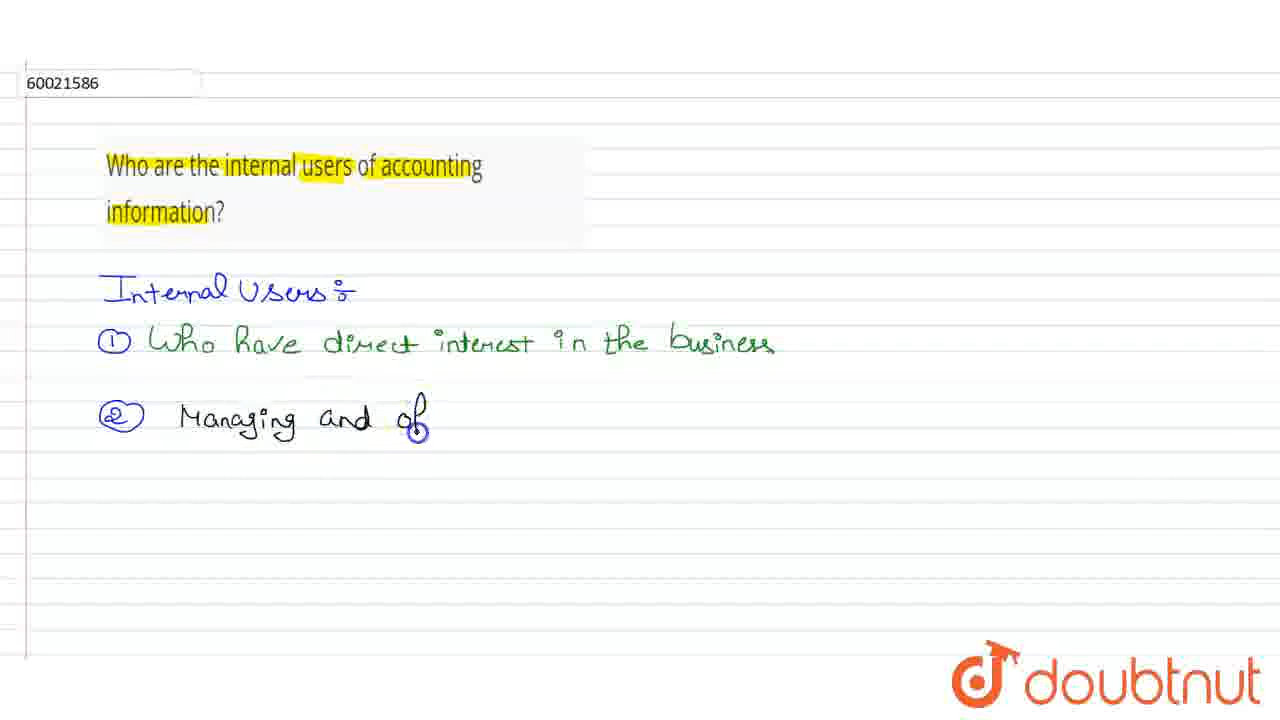 60021586
Who are the internal users of accounting
information?
Internal Users :-
① Who have direct interest in the business
② Managing and of
doubtnut